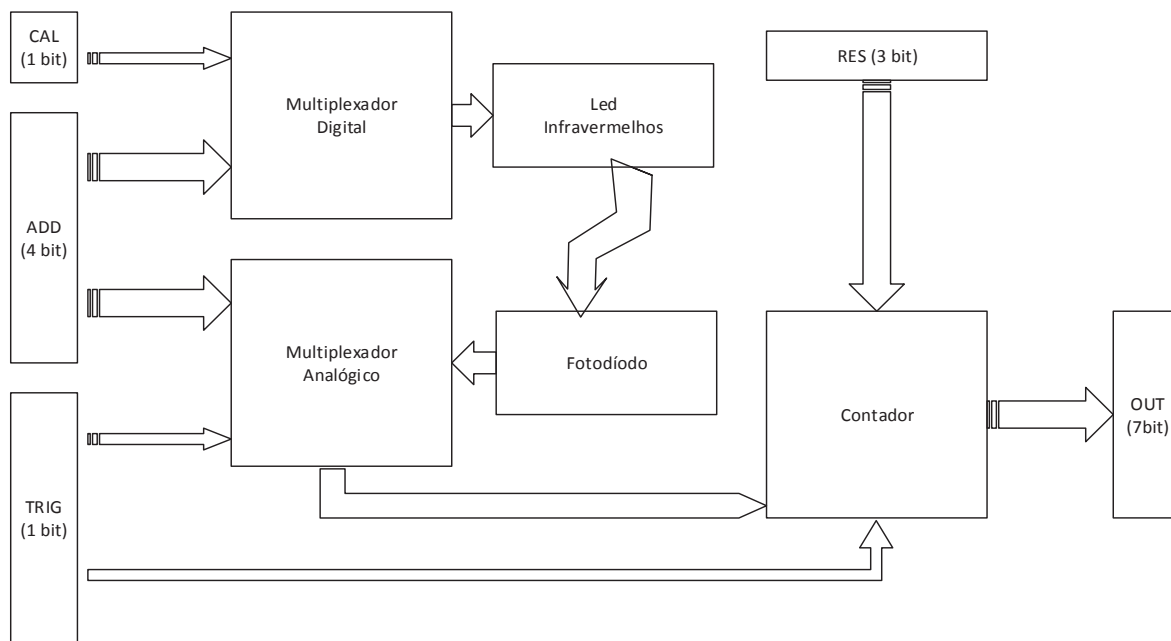 CAL
(1 bit)
Multiplexador
Digital
Led
Infravermelhos
RES (3 bit)
ADD
(4 bit)
Multiplexador
Analógico
Fotodíodo
Contador
OUT
(7bit)
TRIG
(1 bit)